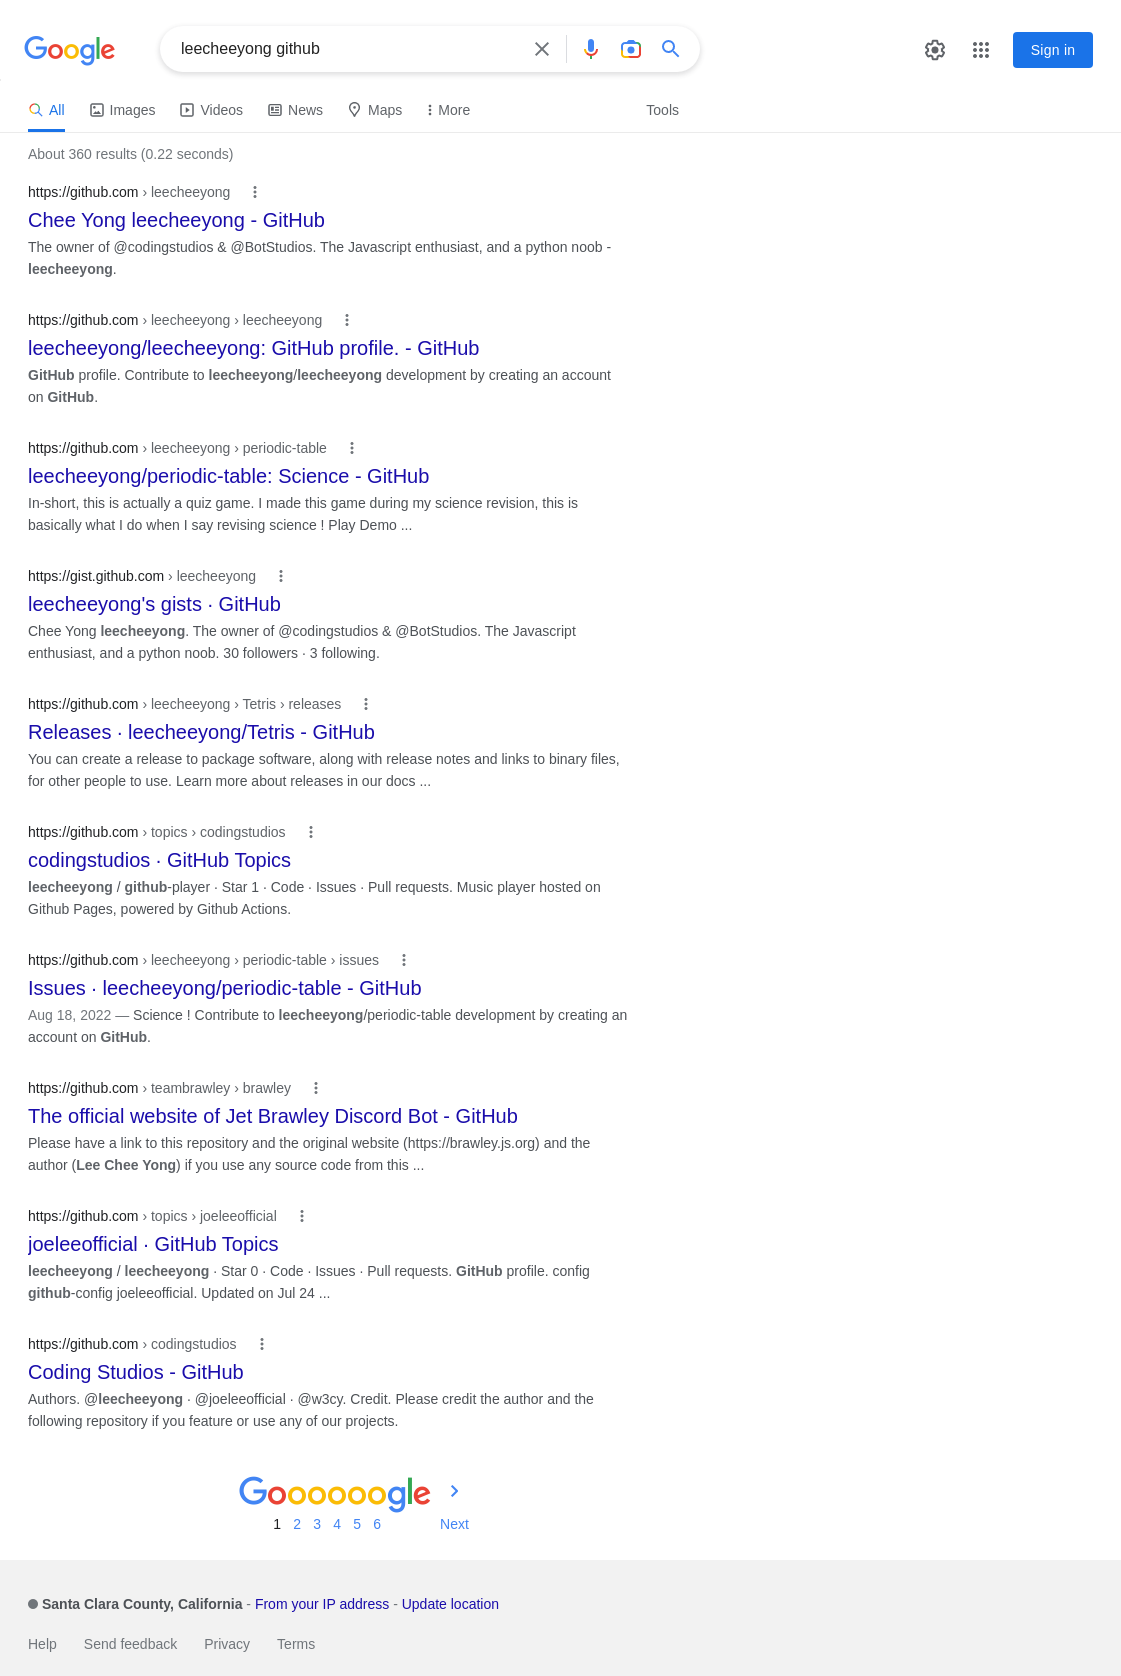 Google
leecheeyong github
Sign in
All Images Videos News Maps More Tools
About 360 results (0.22 seconds)
https://github.com › leecheeyong
Chee Yong leecheeyong - GitHub
The owner of @codingstudios & @BotStudios. The Javascript enthusiast, and a python noob -
leecheeyong.
https://github.com › leecheeyong › leecheeyong
leecheeyong/leecheeyong: GitHub profile. - GitHub
GitHub profile. Contribute to leecheeyong/leecheeyong development by creating an account
on GitHub.
https://github.com › leecheeyong › periodic-table
leecheeyong/periodic-table: Science - GitHub
In-short, this is actually a quiz game. I made this game during my science revision, this is
basically what I do when I say revising science ! Play Demo ...
https://gist.github.com › leecheeyong
leecheeyong's gists · GitHub
Chee Yong leecheeyong. The owner of @codingstudios & @BotStudios. The Javascript
enthusiast, and a python noob. 30 followers · 3 following.
https://github.com › leecheeyong › Tetris › releases
Releases · leecheeyong/Tetris - GitHub
You can create a release to package software, along with release notes and links to binary files,
for other people to use. Learn more about releases in our docs ...
https://github.com › topics › codingstudios
codingstudios · GitHub Topics
leecheeyong / github-player · Star 1 · Code · Issues · Pull requests. Music player hosted on
Github Pages, powered by Github Actions.
https://github.com › leecheeyong › periodic-table › issues
Issues · leecheeyong/periodic-table - GitHub
Aug 18, 2022 — Science ! Contribute to leecheeyong/periodic-table development by creating an
account on GitHub.
https://github.com › teambrawley › brawley
The official website of Jet Brawley Discord Bot - GitHub
Please have a link to this repository and the original website (https://brawley.js.org) and the
author (Lee Chee Yong) if you use any source code from this ...
https://github.com › topics › joeleeofficial
joeleeofficial · GitHub Topics
leecheeyong / leecheeyong · Star 0 · Code · Issues · Pull requests. GitHub profile. config
github-config joeleeofficial. Updated on Jul 24 ...
https://github.com › codingstudios
Coding Studios - GitHub
Authors. @leecheeyong · @joeleeofficial · @w3cy. Credit. Please credit the author and the
following repository if you feature or use any of our projects.
Goooooogle
1 2 3 4 5 6 Next
Santa Clara County, California - From your IP address - Update location
Help Send feedback Privacy Terms